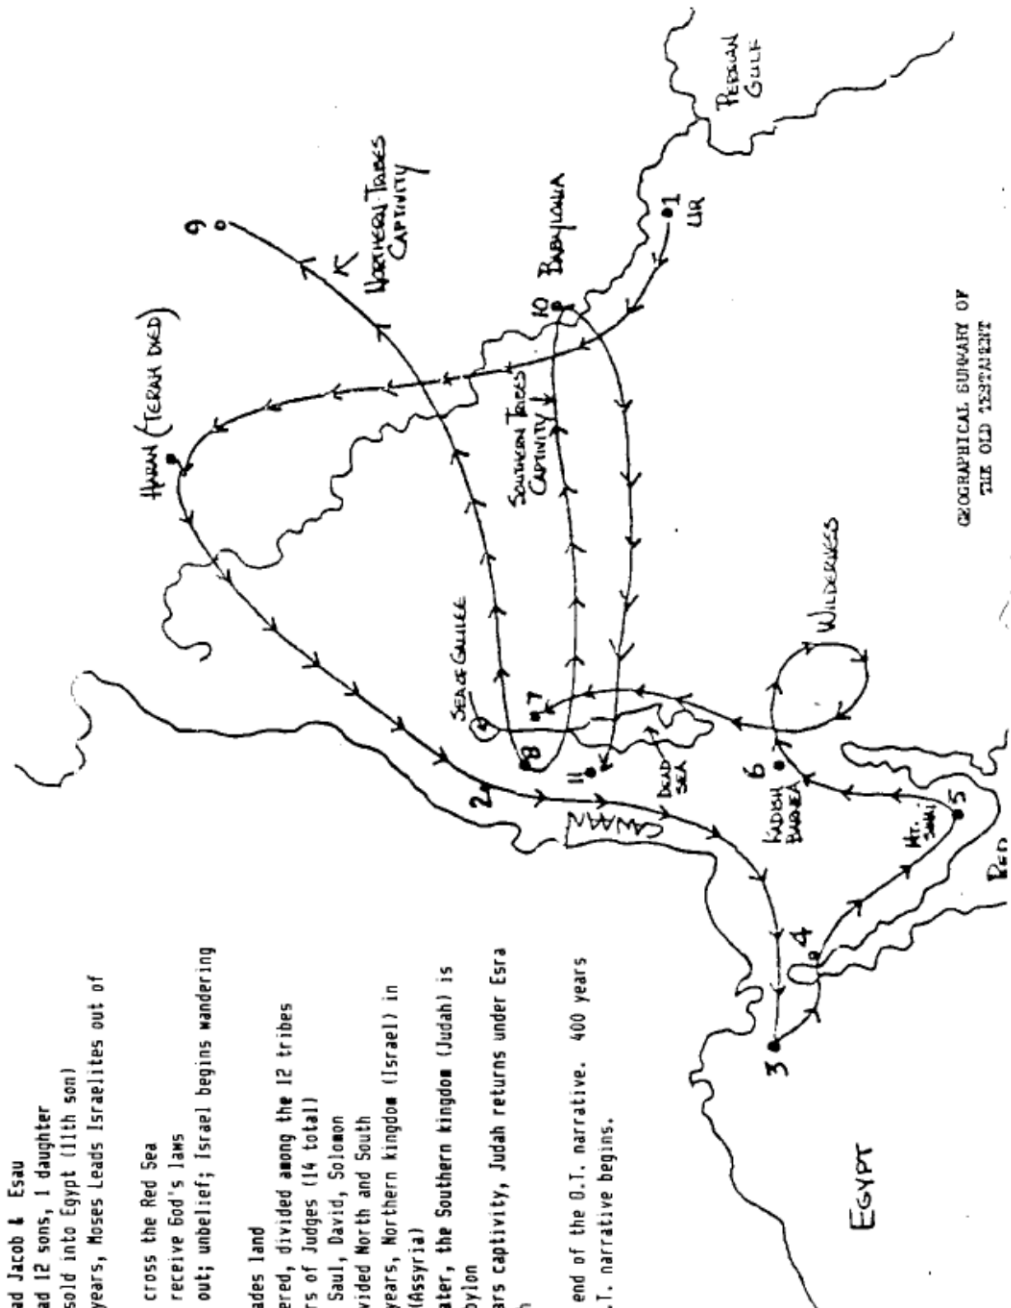 ad Jacob & Esau
ad 12 sons, 1 daughter
sold into Egypt (11th son)
years, Moses Leads Israelites out of
cross the Red Sea
receive God's laws
out; unbelief; Israel begins wandering
ades land
ered, divided among the 12 tribes
rs of Judges (14 total)
Saul, David, Solomon
vided North and South
years, Northern kingdom (Israel) in
(Assyria)
ater, the Southern kingdom (Judah) is
bylon
ars captivity, Judah returns under Esra
end of the O.T. narrative. 400 years
.T. narrative begins.
9
HARAN (TERAH DIED)
NORTHERN TRIBES
CAPTIVITY
PERSIAN
GULF
10
BABYLONIA
1
UR
SOUTHERN TRIBES
CAPTIVITY
SEA OF GALILEE
7
8
2
11
CANAAN
DEAD
SEA
WILDERNESS
6
KADISH
BARNEA
MT.
SINAI
5
4
3
RED
EGYPT
GEOGRAPHICAL SUMMARY OF
THE OLD TESTAMENT